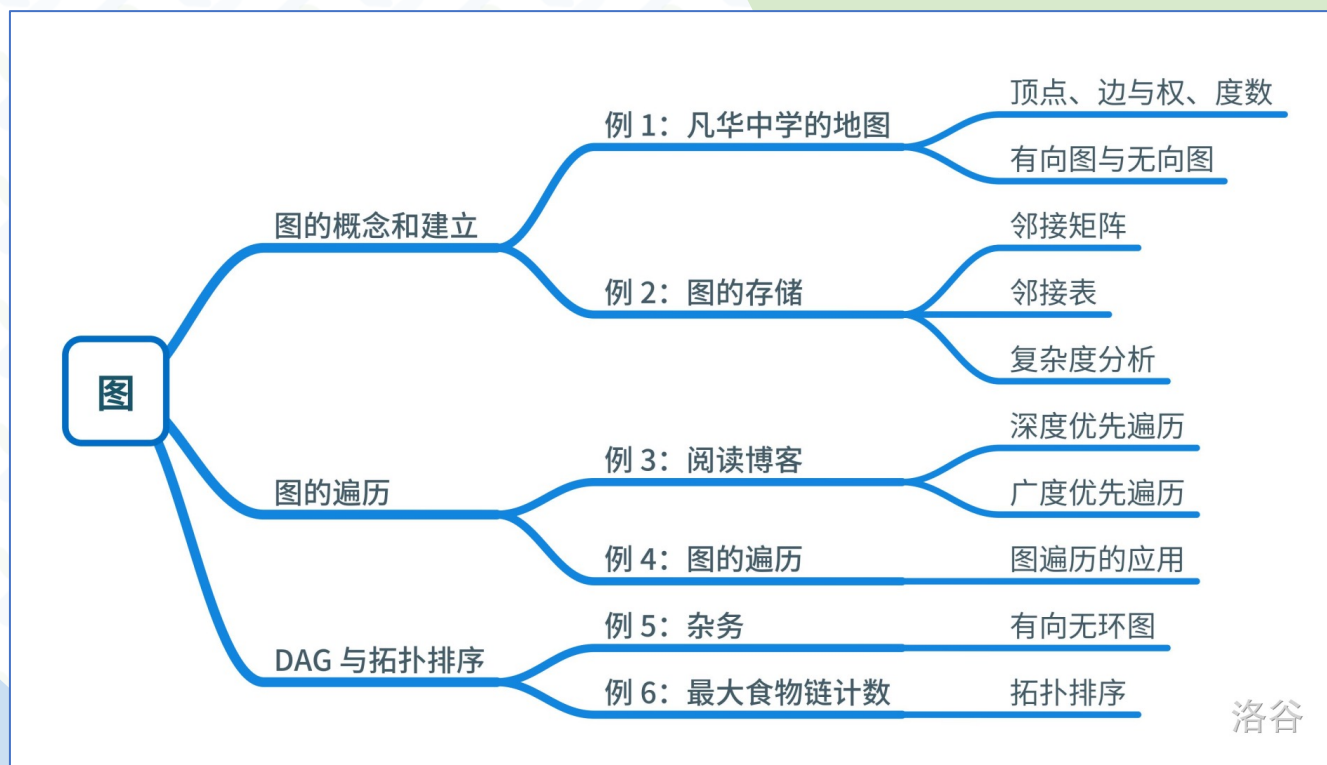 图
图的概念和建立
例 1：凡华中学的地图
顶点、边与权、度数
有向图与无向图
例 2：图的存储
邻接矩阵
邻接表
复杂度分析
图的遍历
例 3：阅读博客
深度优先遍历
广度优先遍历
例 4：图的遍历
图遍历的应用
DAG 与拓扑排序
例 5：杂务
有向无环图
例 6：最大食物链计数
拓扑排序
洛谷